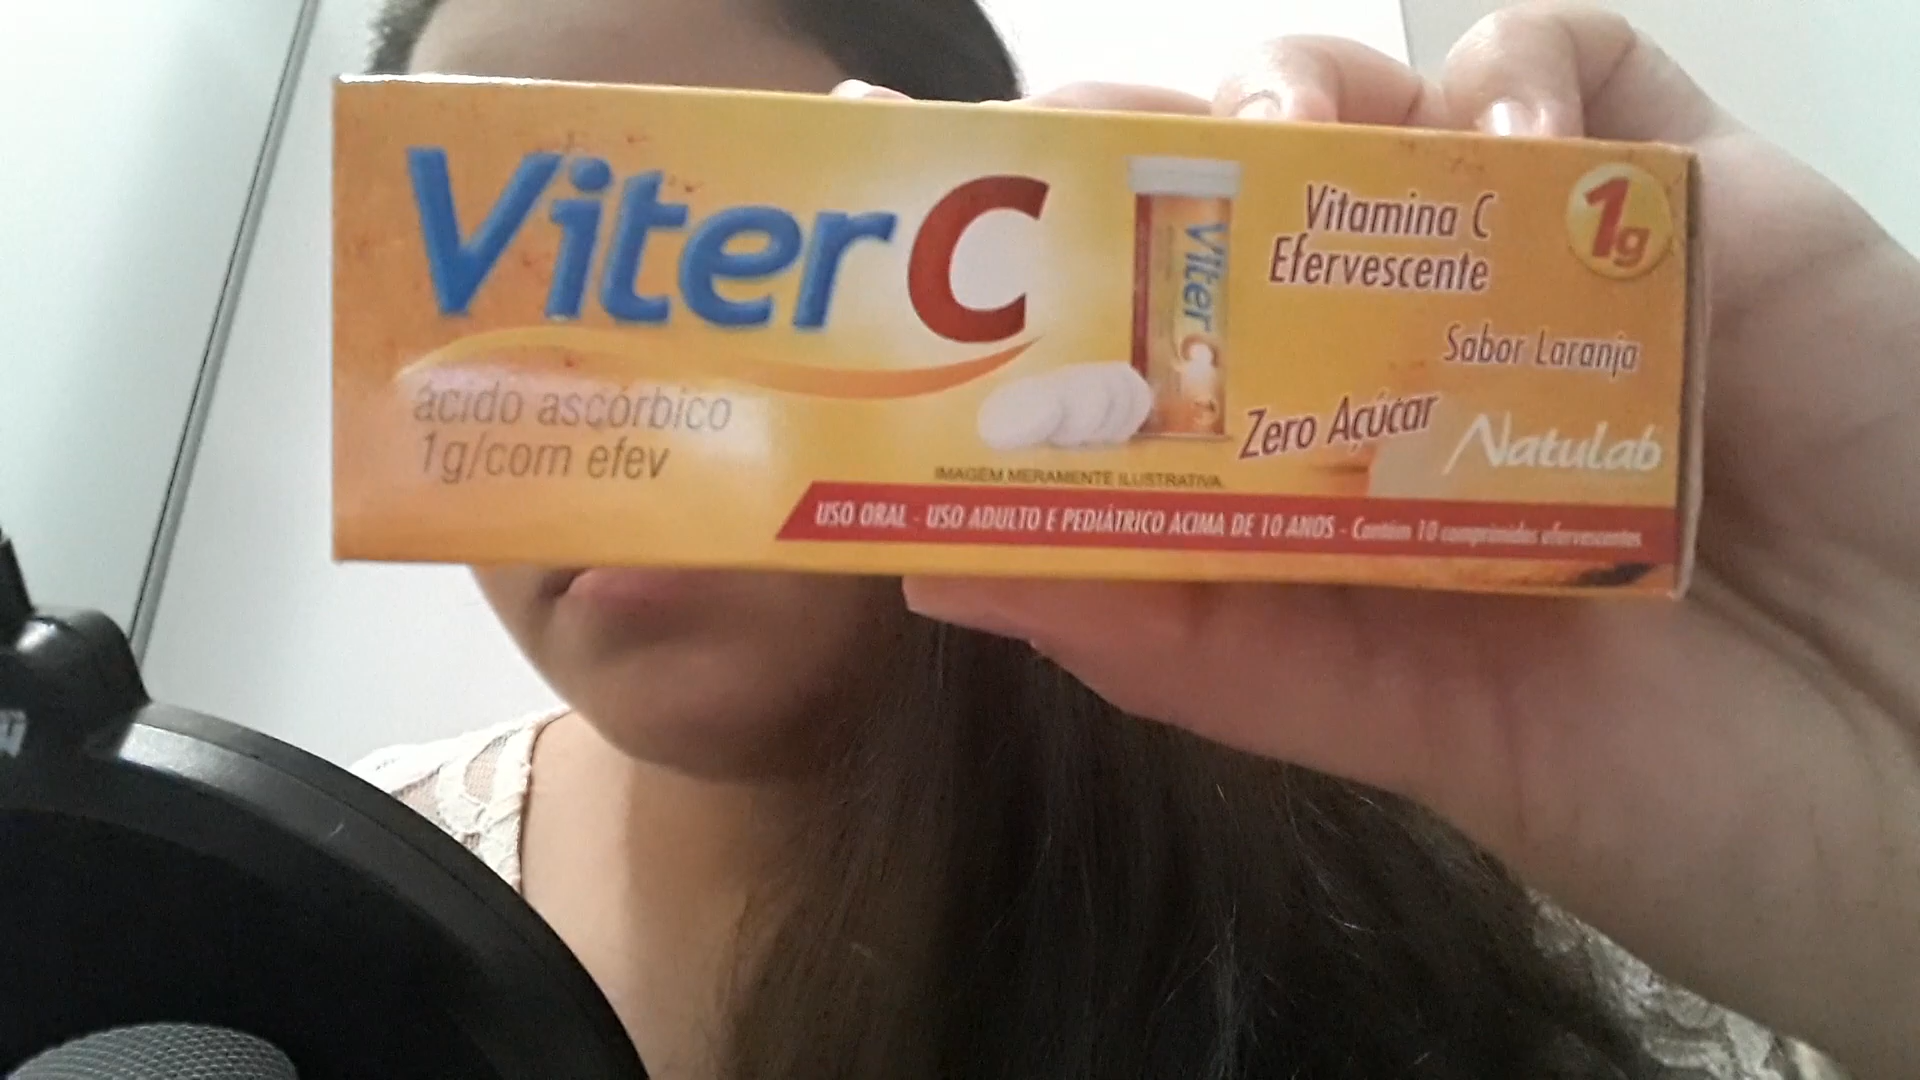 Viter C
ácido ascórbico
1g/com efev
Viter C
Vitamina C
Efervescente
1g
Sabor Laranja
Zero Açúcar
Natulab
IMAGEM MERAMENTE ILUSTRATIVA.
USO ORAL - USO ADULTO E PEDIÁTRICO ACIMA DE 10 ANOS - Contém 10 comprimidos efervescentes